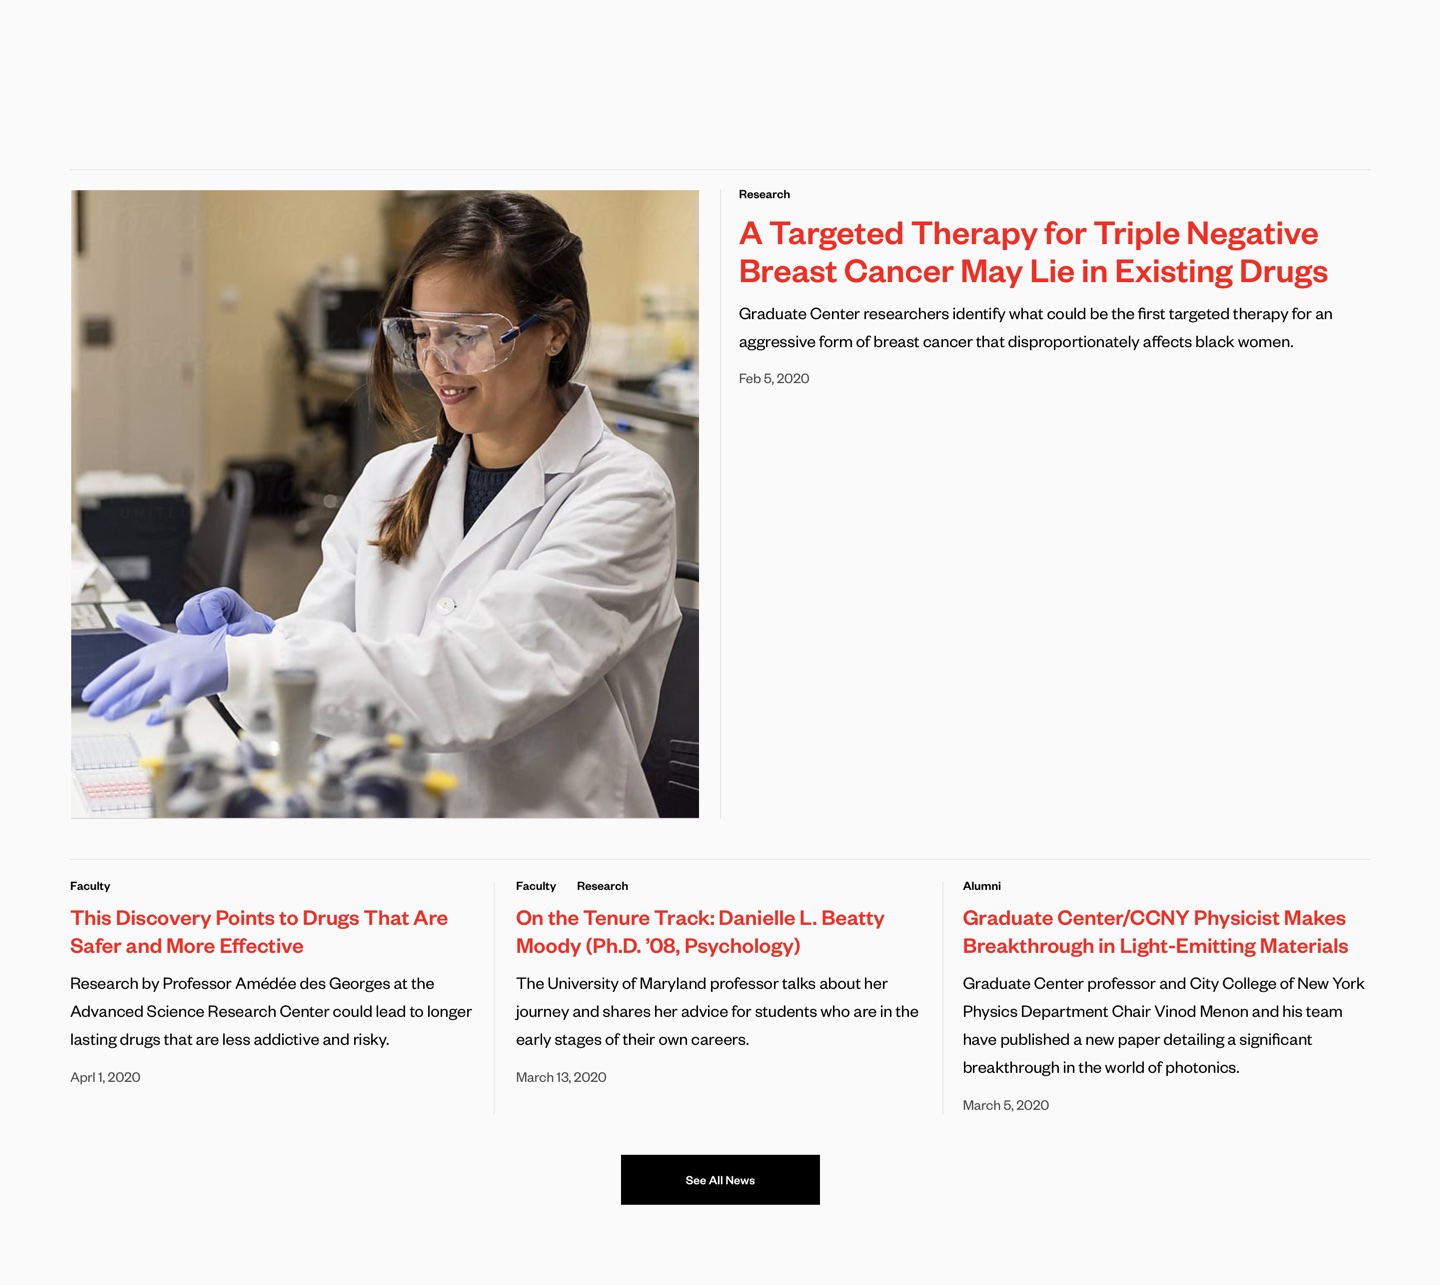 Research
A Targeted Therapy for Triple Negative
Breast Cancer May Lie in Existing Drugs
Graduate Center researchers identify what could be the first targeted therapy for an
aggressive form of breast cancer that disproportionately affects black women.
Feb 5, 2020
Faculty
This Discovery Points to Drugs That Are
Safer and More Effective
Research by Professor Amédée des Georges at the
Advanced Science Research Center could lead to longer
lasting drugs that are less addictive and risky.
Aprl 1, 2020
Faculty Research
On the Tenure Track: Danielle L. Beatty
Moody (Ph.D. ’08, Psychology)
The University of Maryland professor talks about her
journey and shares her advice for students who are in the
early stages of their own careers.
March 13, 2020
Alumni
Graduate Center/CCNY Physicist Makes
Breakthrough in Light-Emitting Materials
Graduate Center professor and City College of New York
Physics Department Chair Vinod Menon and his team
have published a new paper detailing a significant
breakthrough in the world of photonics.
March 5, 2020
See All News